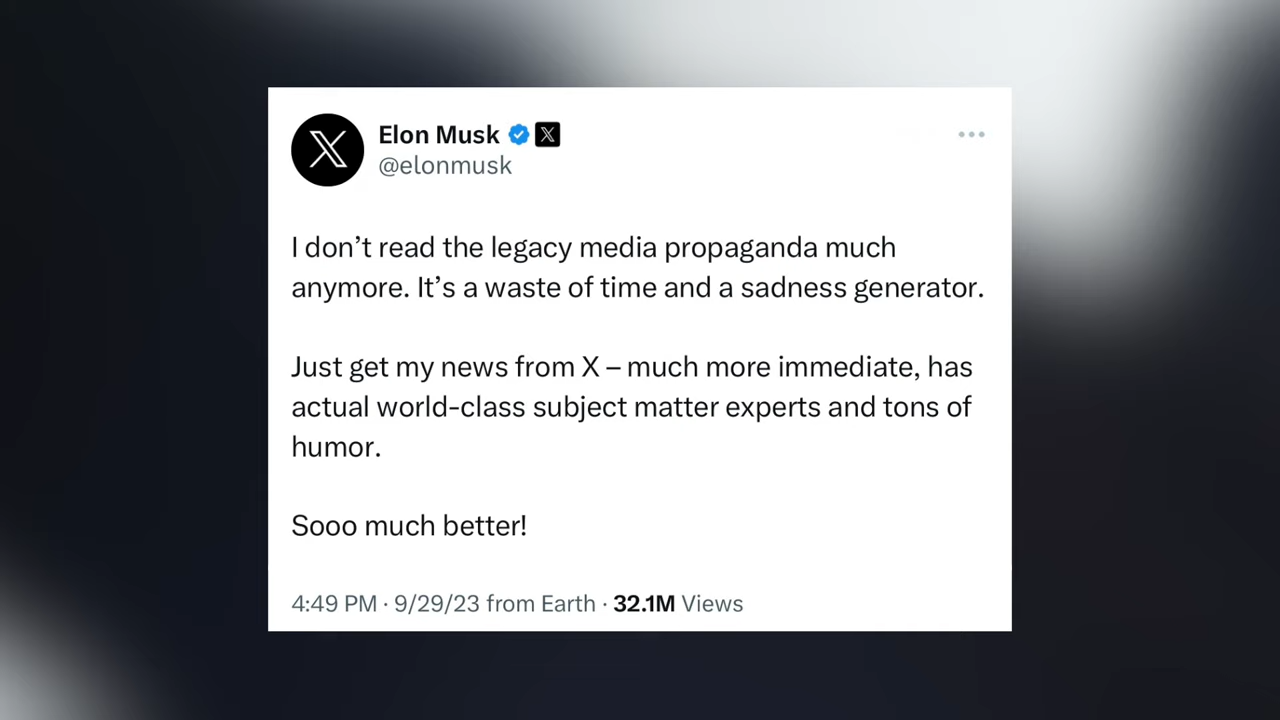 Elon Musk
@elonmusk
I don’t read the legacy media propaganda much
anymore. It’s a waste of time and a sadness generator.
Just get my news from X – much more immediate, has
actual world-class subject matter experts and tons of
humor.
Sooo much better!
4:49 PM · 9/29/23 from Earth · 32.1M Views